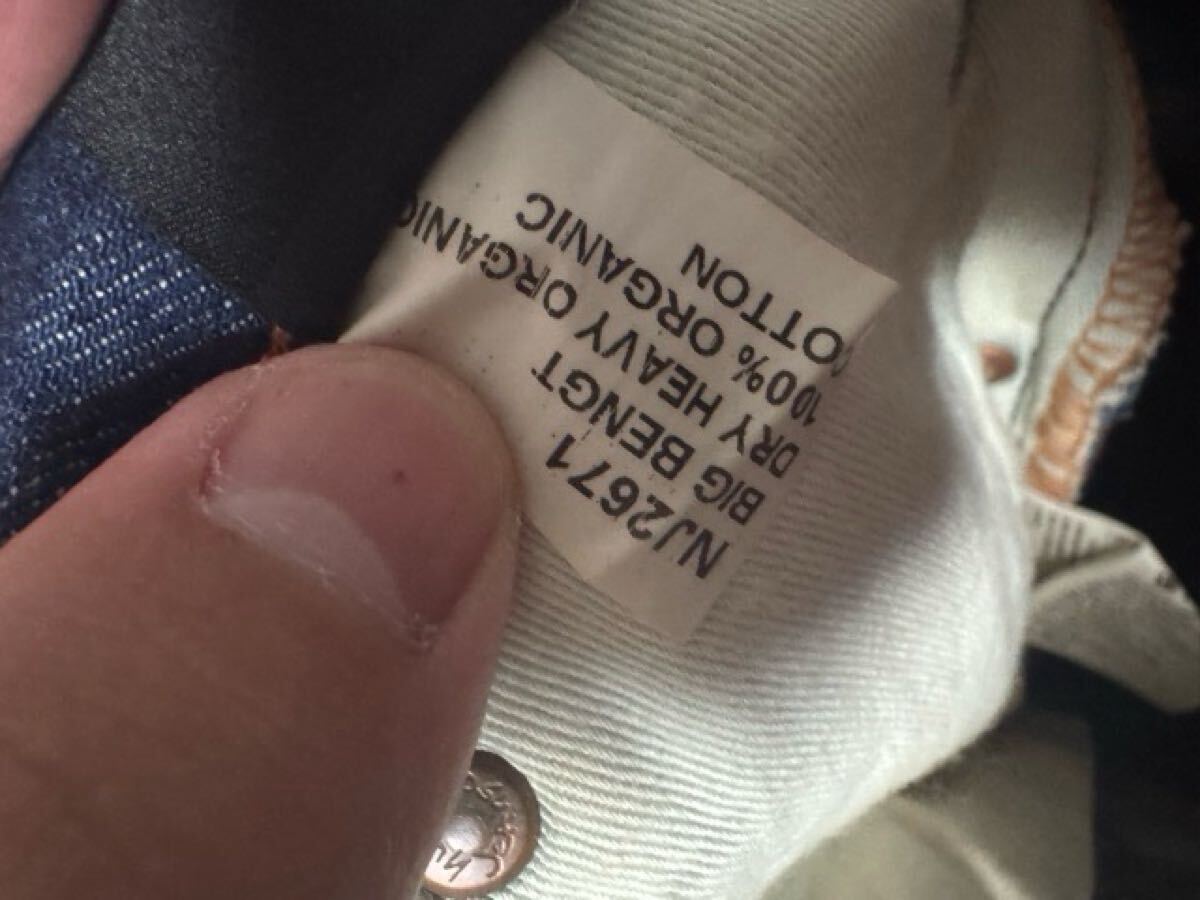 NJ2671
BIG BENGT
DRY HEAVY ORGANIC
100% ORGANIC
COTTON